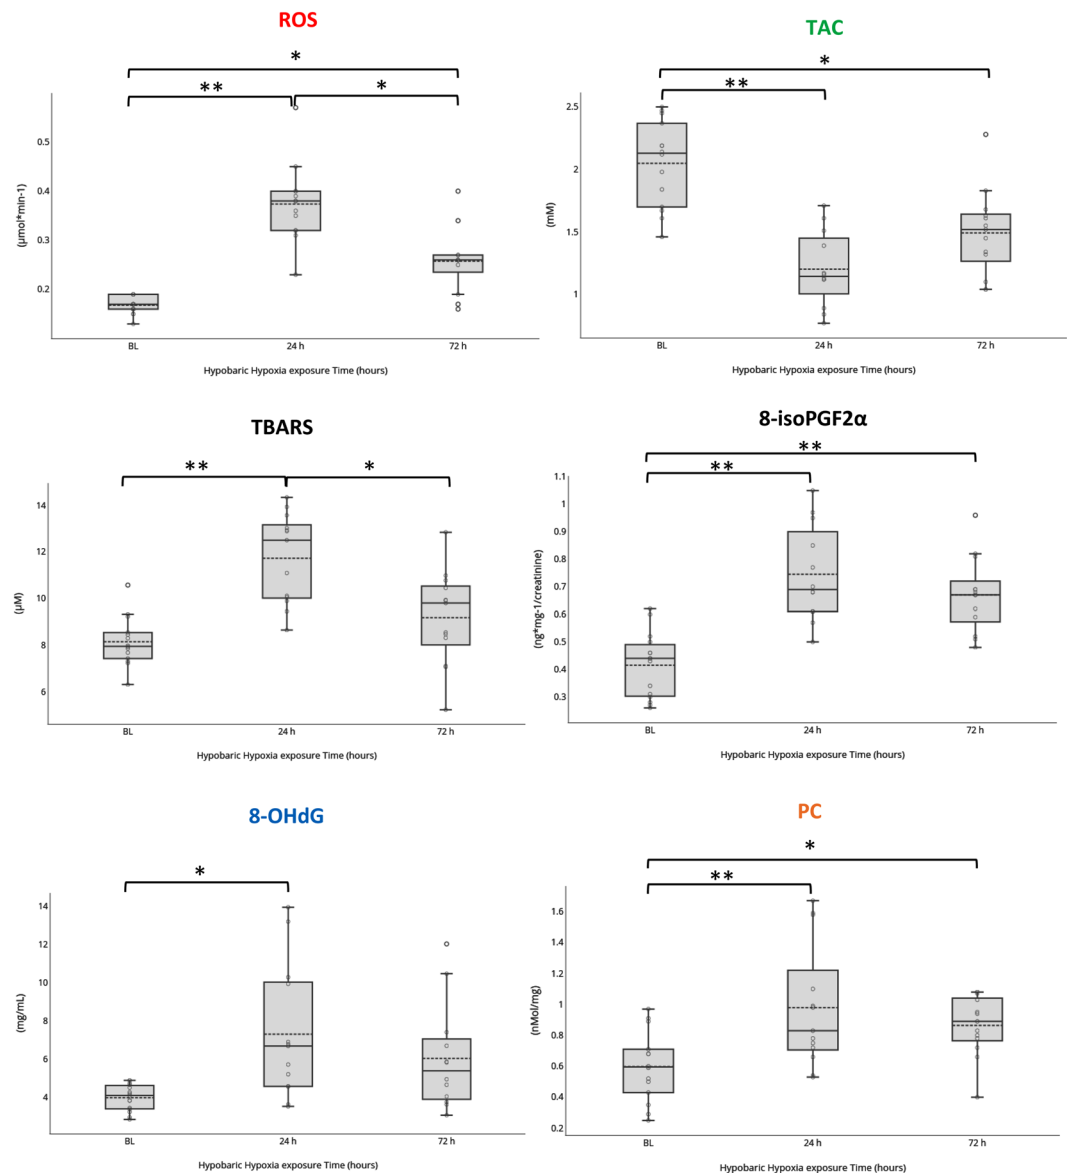 ROS
*
**
*
0.5
0.4
0.3
0.2
(µmol*min-1)
BL
24 h
72 h
Hypobaric Hypoxia exposure Time (hours)
TAC
*
**
2.5
2
1.5
1
(mM)
BL
24 h
72 h
Hypobaric Hypoxia exposure Time (hours)
TBARS
**
*
14
12
10
8
6
(µM)
BL
24 h
72 h
Hypobaric Hypoxia exposure Time (hours)
8-isoPGF2α
**
**
1.1
1
0.9
0.8
0.7
0.6
0.5
0.4
0.3
(ng*mg-1/creatinine)
BL
24 h
72 h
Hypobaric Hypoxia exposure Time (hours)
8-OHdG
*
14
12
10
8
6
4
(mg/mL)
BL
24 h
72 h
Hypobaric Hypoxia exposure Time (hours)
PC
*
**
1.6
1.4
1.2
1
0.8
0.6
0.4
0.2
(nMol/mg)
BL
24 h
72 h
Hypobaric Hypoxia exposure Time (hours)